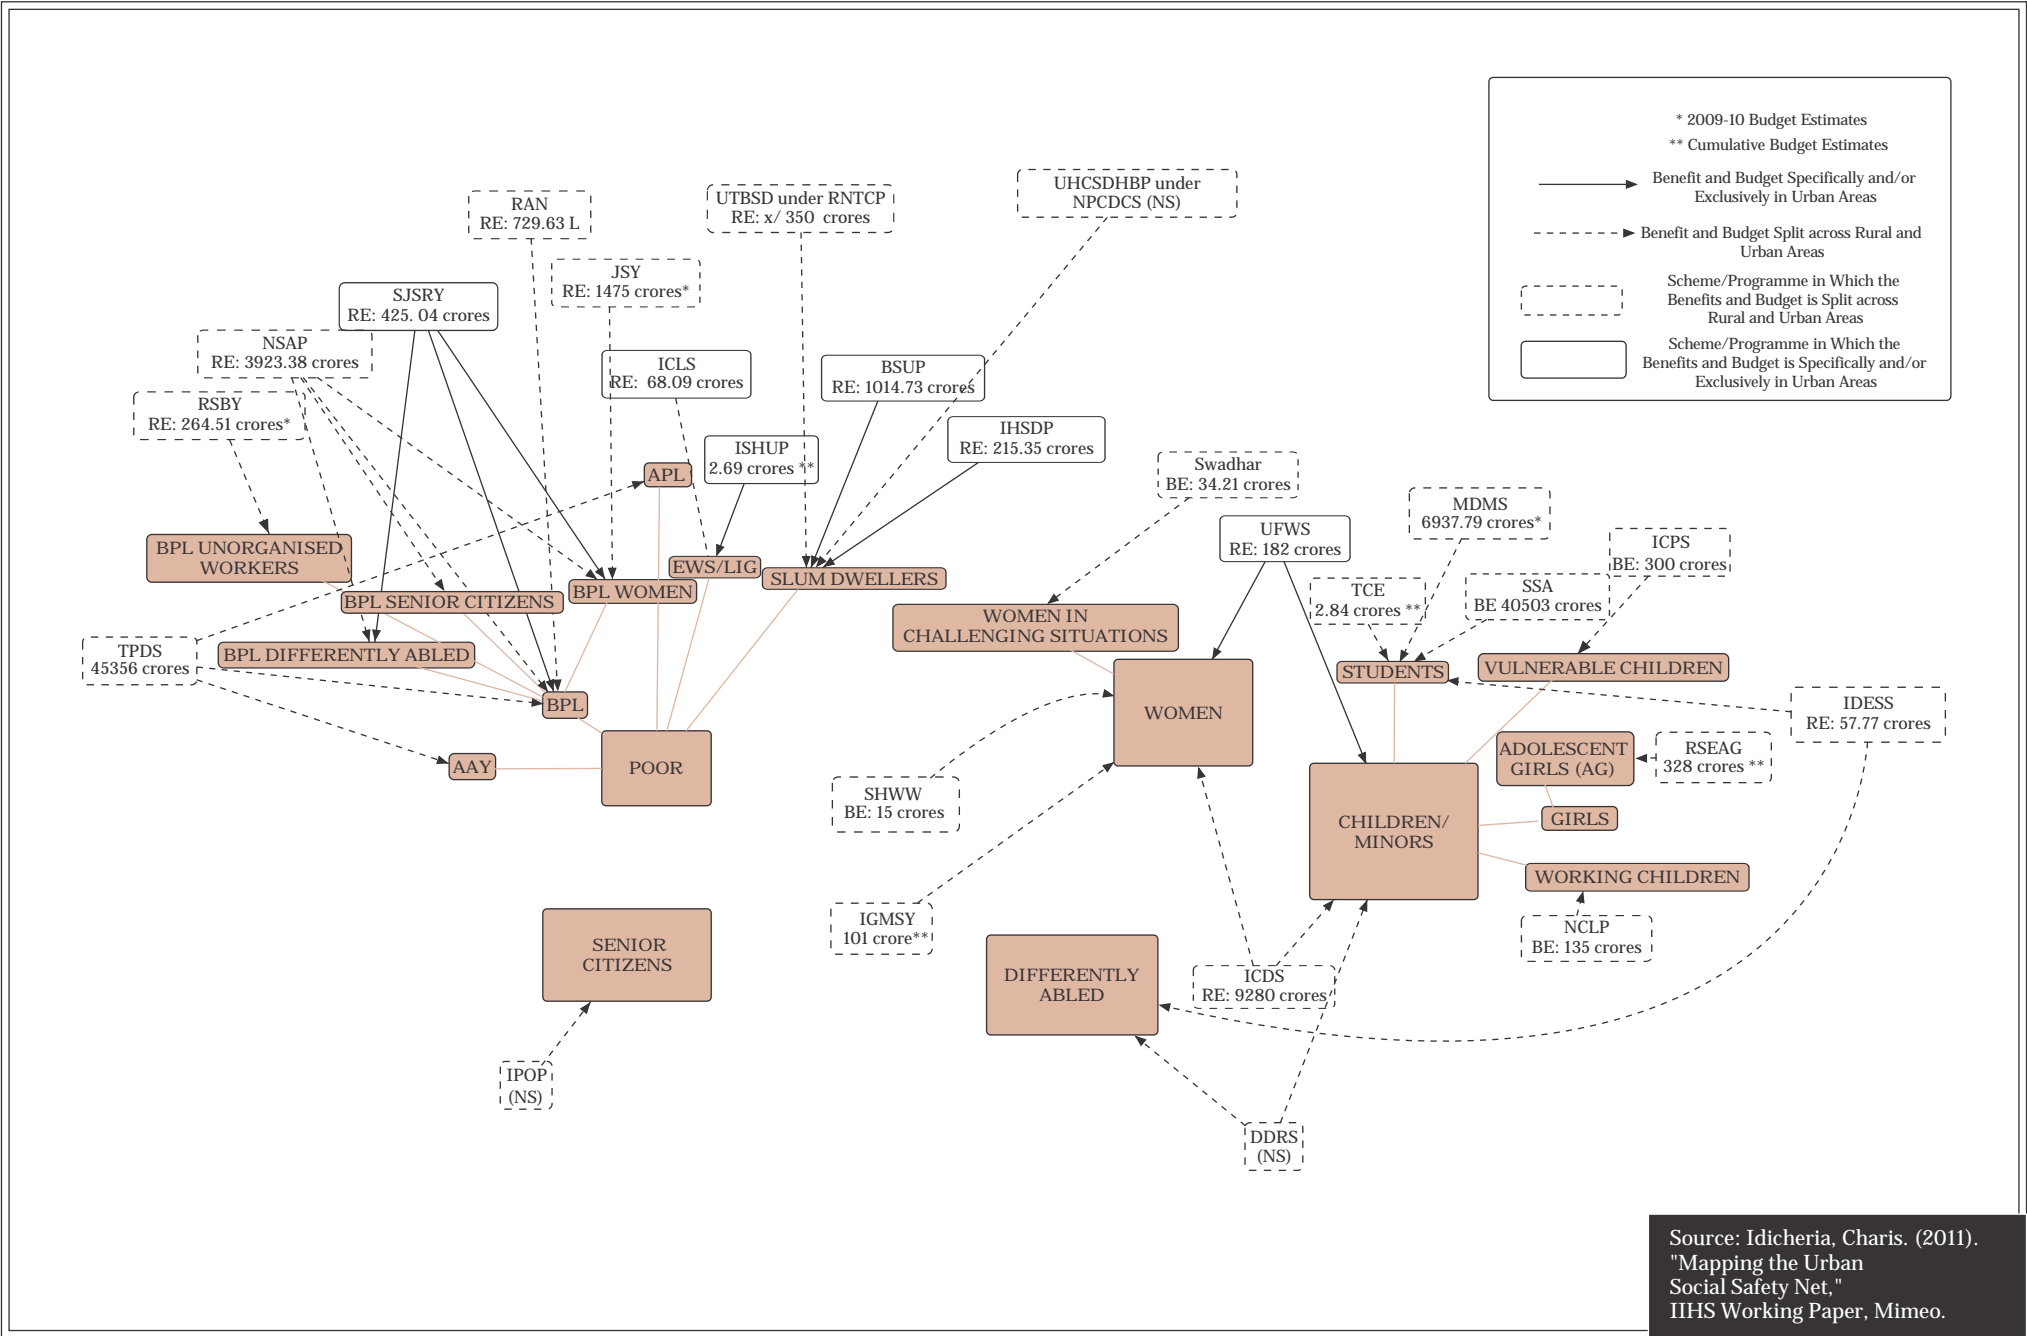 * 2009-10 Budget Estimates
** Cumulative Budget Estimates
Benefit and Budget Specifically and/or
Exclusively in Urban Areas
Benefit and Budget Split across Rural and
Urban Areas
Scheme/Programme in Which the
Benefits and Budget is Split across
Rural and Urban Areas
Scheme/Programme in Which the
Benefits and Budget is Specifically and/or
Exclusively in Urban Areas
RAN
RE: 729.63 L
UTBSD under RNTCP
RE: x/ 350 crores
UHCSDHBP under
NPCDCS (NS)
JSY
RE: 1475 crores*
SJSRY
RE: 425. 04 crores
NSAP
RE: 3923.38 crores
RSBY
RE: 264.51 crores*
ICLS
RE: 68.09 crores
BSUP
RE: 1014.73 crores
IHSDP
RE: 215.35 crores
ISHUP
2.69 crores **
APL
BPL UNORGANISED
WORKERS
EWS/LIG
SLUM DWELLERS
BPL WOMEN
BPL SENIOR CITIZENS
BPL DIFFERENTLY ABLED
TPDS
45356 crores
BPL
AAY
POOR
Swadhar
BE: 34.21 crores
UFWS
RE: 182 crores
MDMS
6937.79 crores*
ICPS
BE: 300 crores
TCE
2.84 crores **
SSA
BE 40503 crores
WOMEN IN
CHALLENGING SITUATIONS
STUDENTS
VULNERABLE CHILDREN
WOMEN
IDESS
RE: 57.77 crores
ADOLESCENT
GIRLS (AG)
RSEAG
328 crores **
SHWW
BE: 15 crores
GIRLS
CHILDREN/
MINORS
WORKING CHILDREN
IGMSY
101 crore**
NCLP
BE: 135 crores
SENIOR
CITIZENS
DIFFERENTLY
ABLED
ICDS
RE: 9280 crores
IPOP
(NS)
DDRS
(NS)
Source: Idicheria, Charis. (2011).
"Mapping the Urban
Social Safety Net,"
IIHS Working Paper, Mimeo.